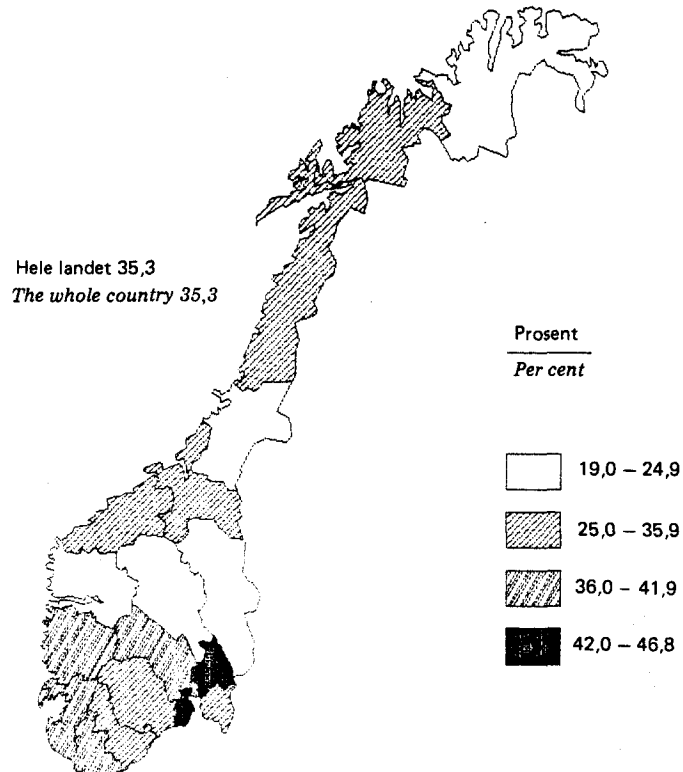 Hele landet 35,3
The whole country 35,3
Prosent
Per cent
19,0 – 24,9
25,0 – 35,9
36,0 – 41,9
42,0 – 46,8